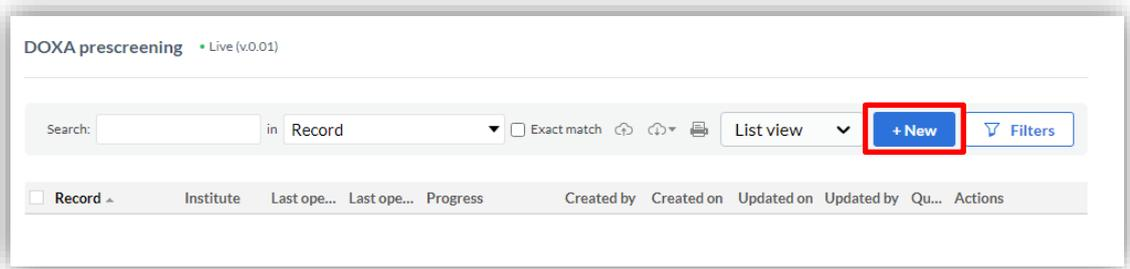 DOXA prescreening • Live (v.0.01)
Search: in Record Exact match List view + New Filters
Record Institute Last ope... Last ope... Progress Created by Created on Updated on Updated by Qu... Actions